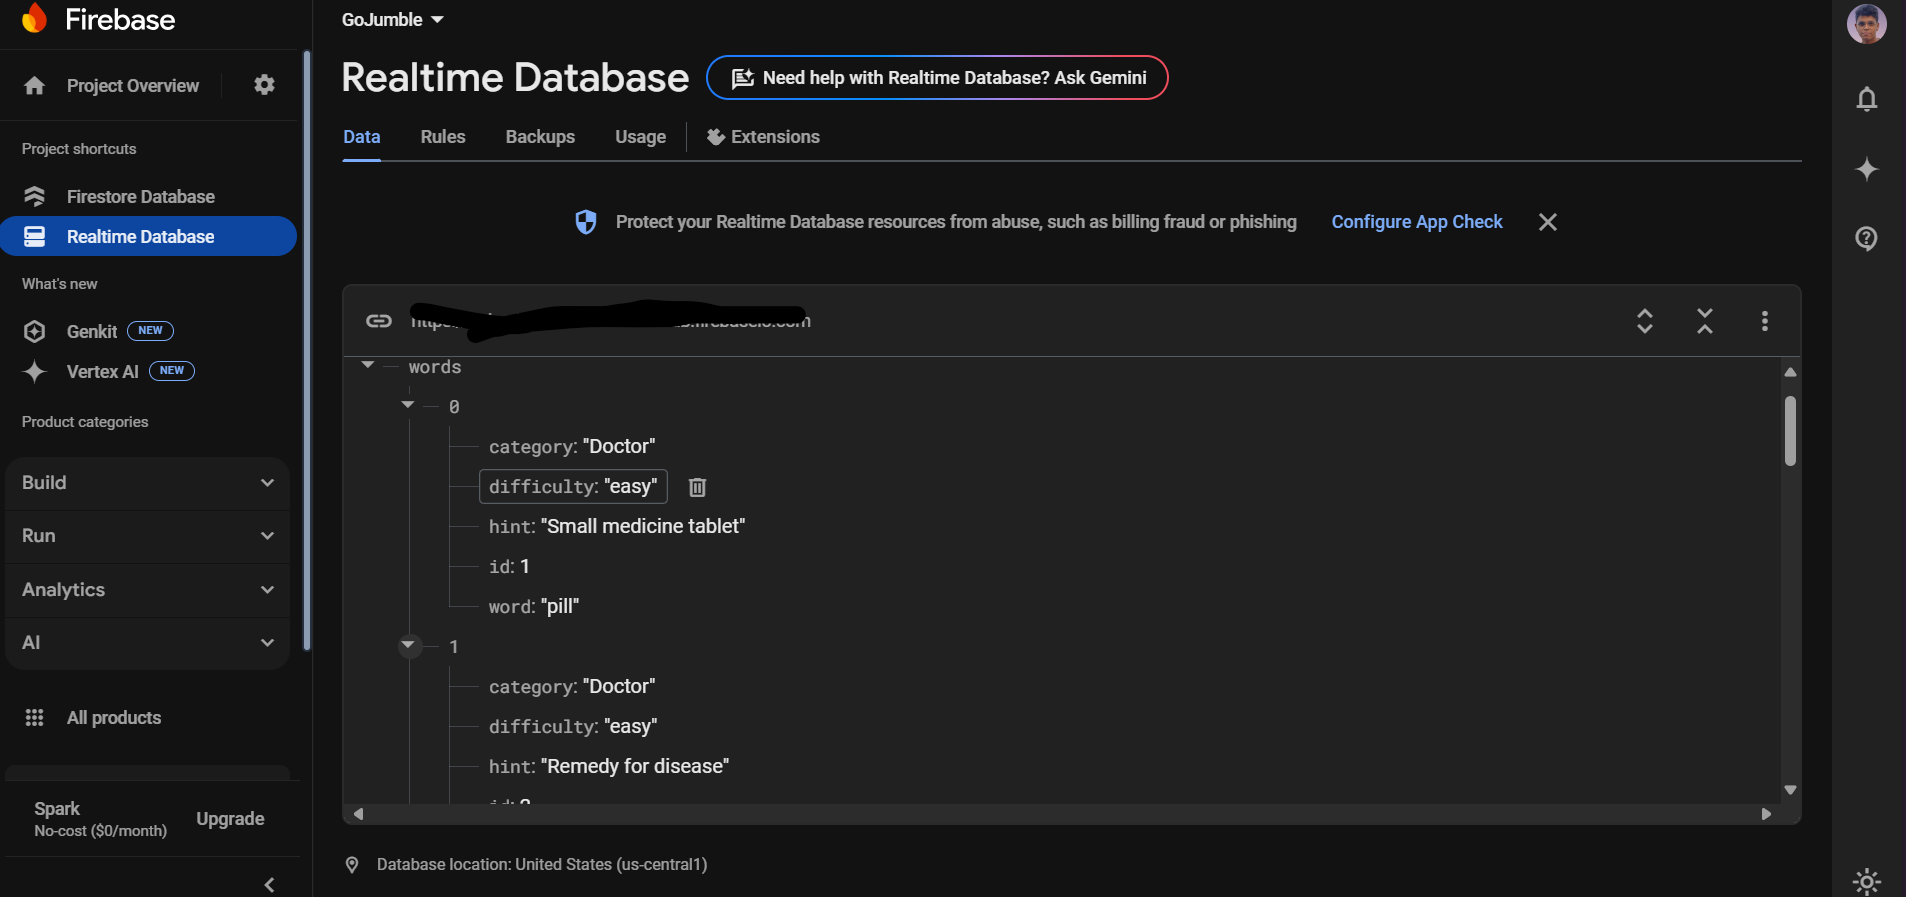 Firebase
Project Overview
Project shortcuts
Firestore Database
Realtime Database
What's new
Genkit NEW
Vertex AI NEW
Product categories
Build
Run
Analytics
AI
All products
Spark
No-cost ($0/month)
Upgrade
GoJumble
Realtime Database
Need help with Realtime Database? Ask Gemini
Data Rules Backups Usage Extensions
Protect your Realtime Database resources from abuse, such as billing fraud or phishing Configure App Check
words
0
category: "Doctor"
difficulty: "easy"
hint: "Small medicine tablet"
id: 1
word: "pill"
1
category: "Doctor"
difficulty: "easy"
hint: "Remedy for disease"
id: 2
Database location: United States (us-central1)